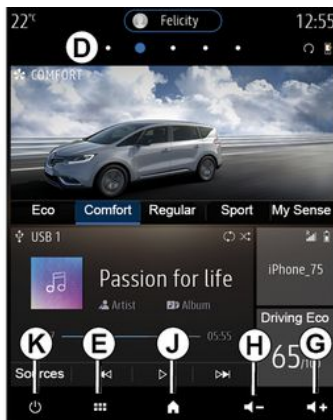 22°C Felicity 12:55
D
COMFORT
Eco Comfort Regular Sport My Sense
USB 1
Passion for life
Artist Album
iPhone_75
Driving Eco
05:55
65
K E J H G
Sources